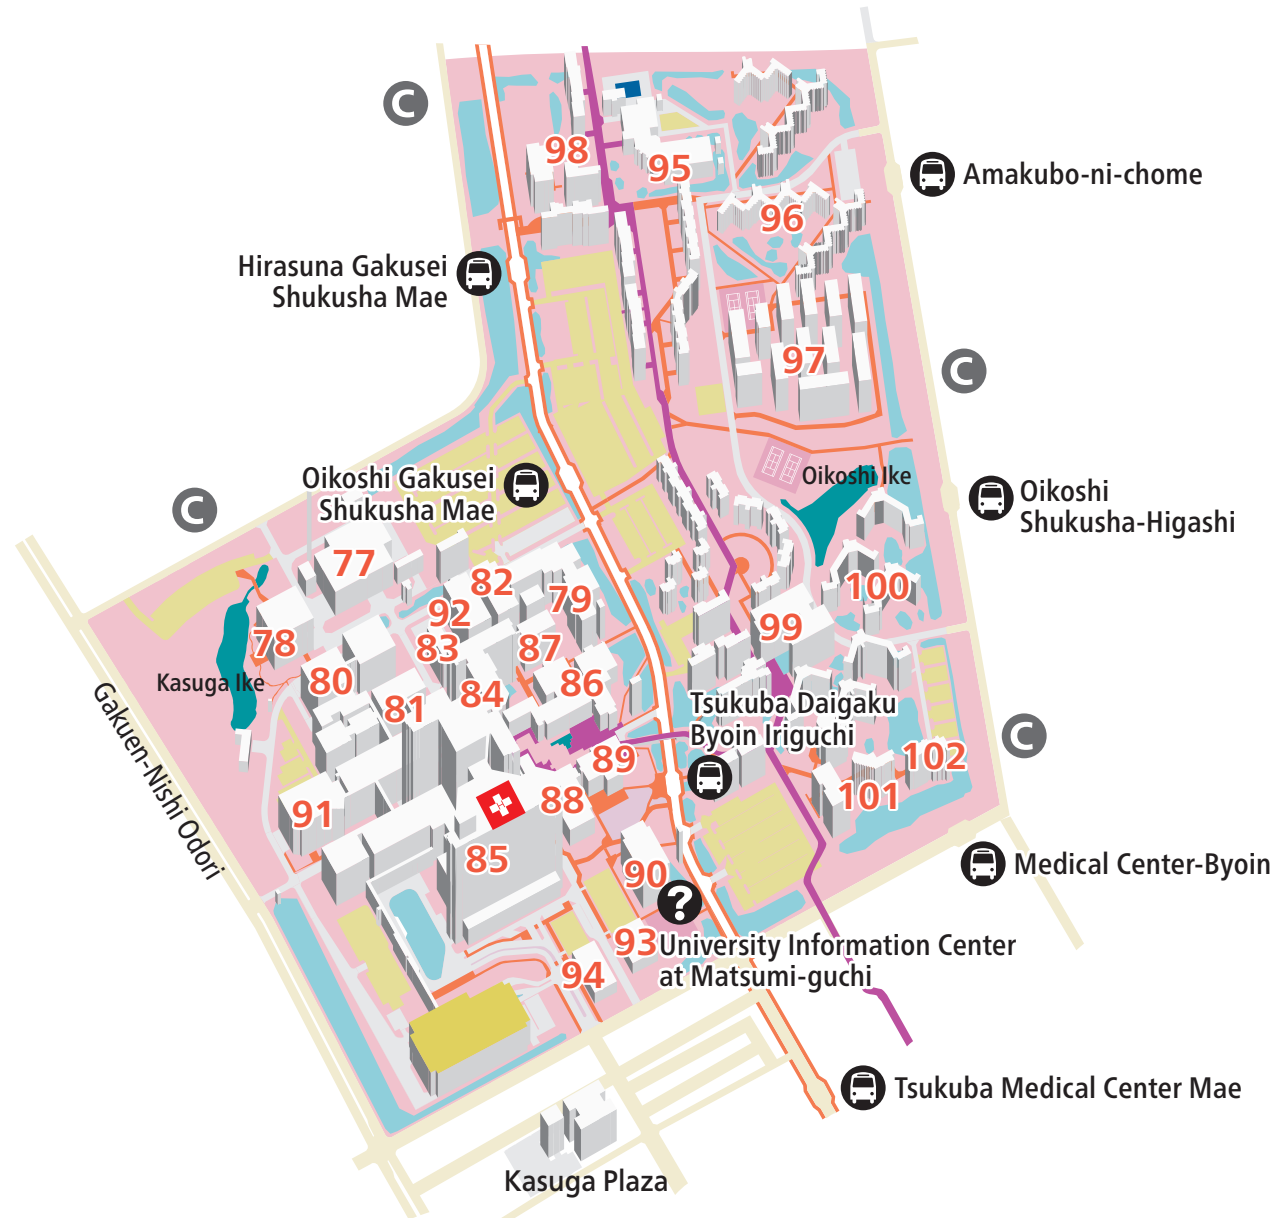 C
98
95
Amakubo-ni-chome
96
Hirasuna Gakusei
Shukusha Mae
97
C
Oikoshi Gakusei
Shukusha Mae
Oikoshi Ike
Oikoshi
Shukusha-Higashi
C
77
82
79
100
92
78
83
87
99
Kasuga Ike
80
81
84
86
Tsukuba Daigaku
Byoin Iriguchi
C
89
102
Gakuen-Nishi Odori
91
88
101
85
90
Medical Center-Byoin
?
93
University Information Center
at Matsumi-guchi
94
Tsukuba Medical Center Mae
Kasuga Plaza